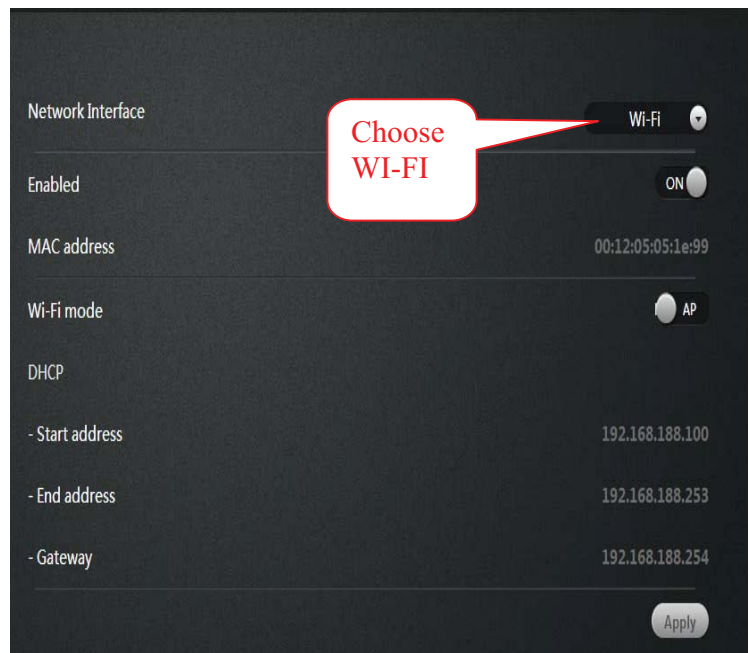 Network Interface
Choose
WI-FI
Wi-Fi
Enabled
ON
MAC address
00:12:05:05:1e:99
Wi-Fi mode
AP
DHCP
- Start address
192.168.188.100
- End address
192.168.188.253
- Gateway
192.168.188.254
Apply